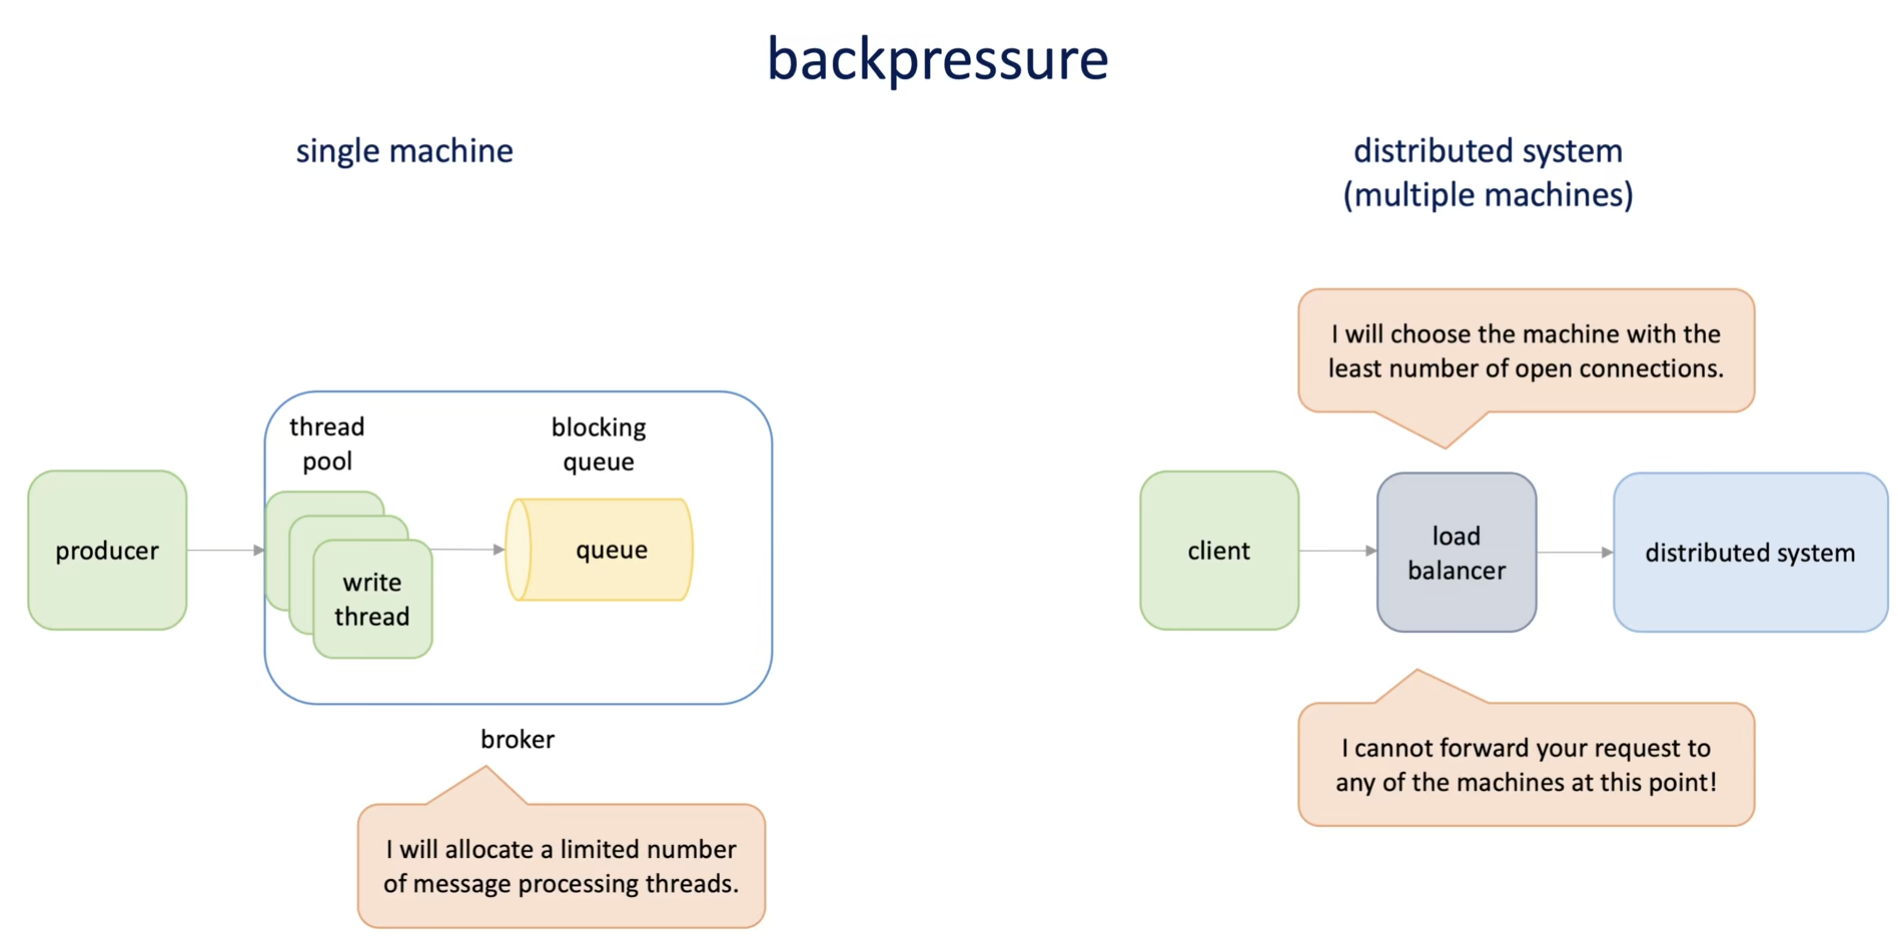 backpressure
single machine
distributed system
(multiple machines)
thread
pool
blocking
queue
producer
write
thread
queue
broker
I will allocate a limited number
of message processing threads.
I will choose the machine with the
least number of open connections.
client
load
balancer
distributed system
I cannot forward your request to
any of the machines at this point!